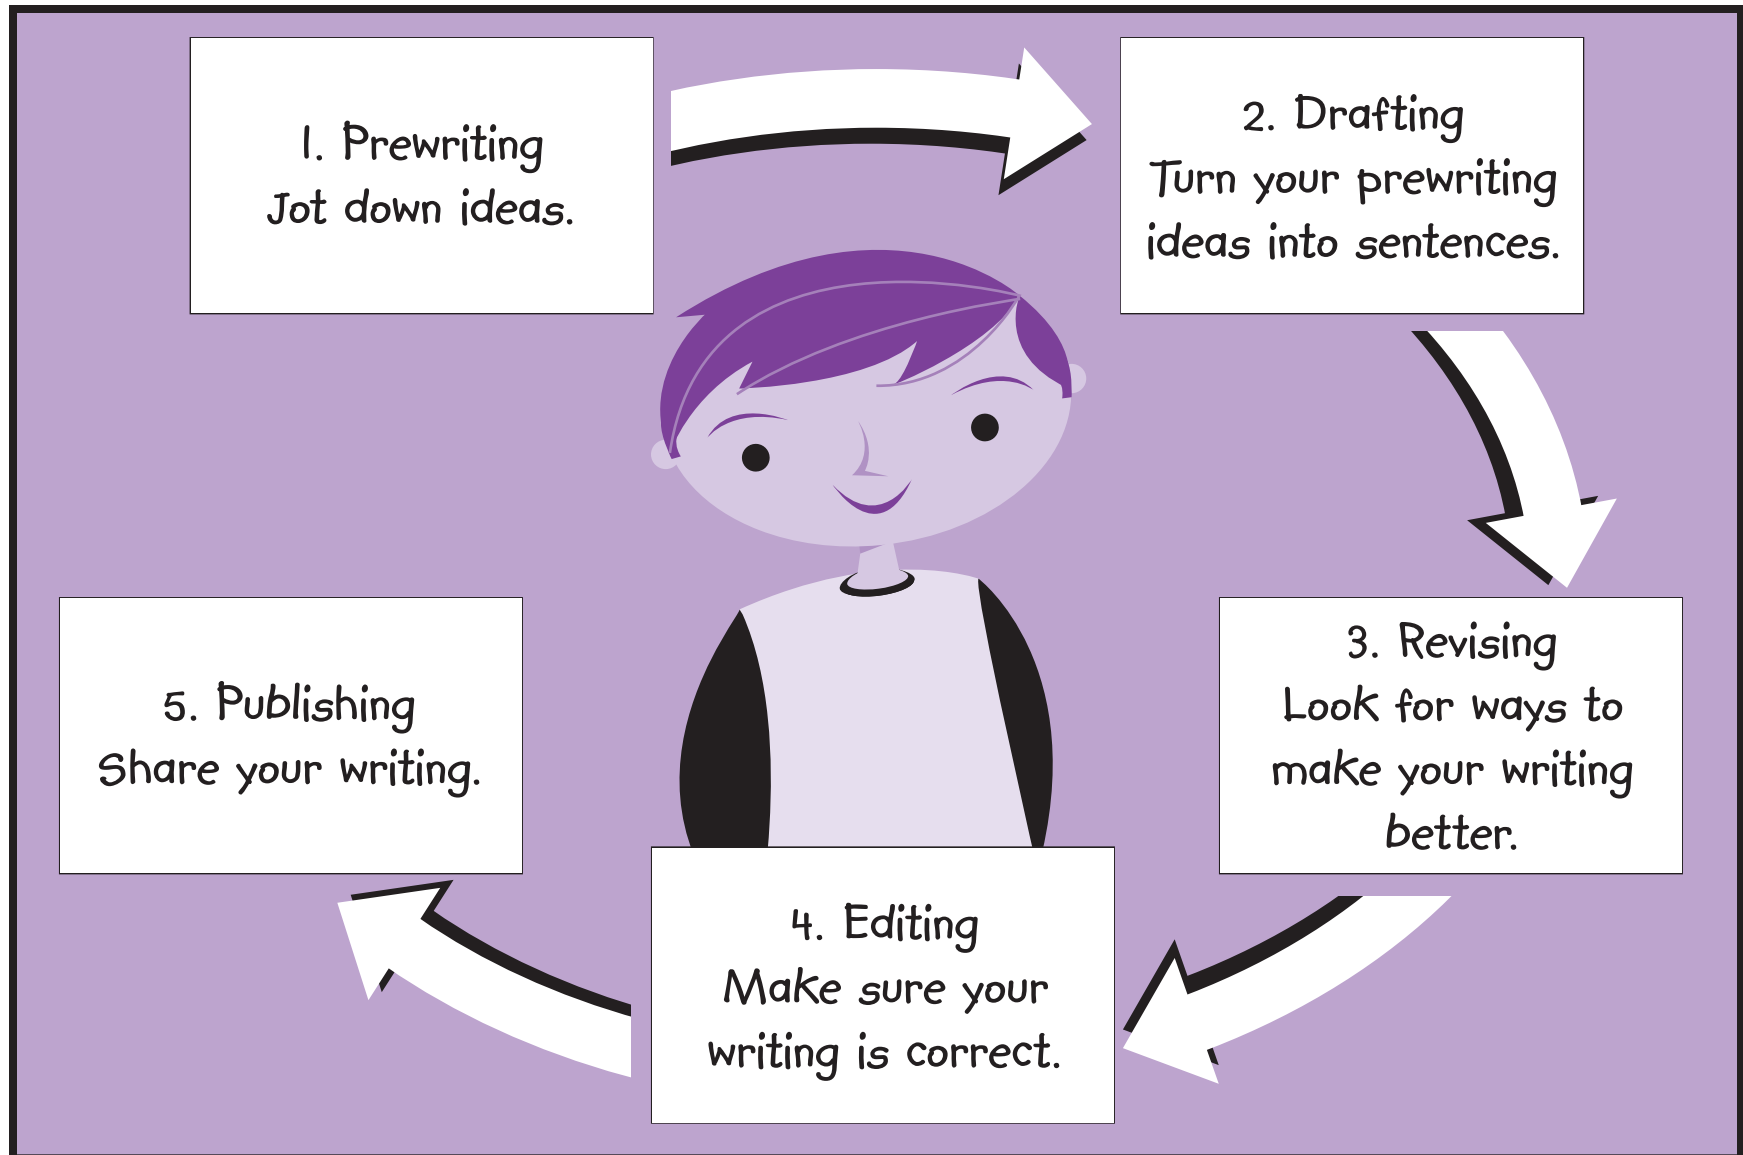 1. Prewriting
Jot down ideas.
2. Drafting
Turn your prewriting
ideas into sentences.
3. Revising
Look for ways to
make your writing
better.
4. Editing
Make sure your
writing is correct.
5. Publishing
Share your writing.